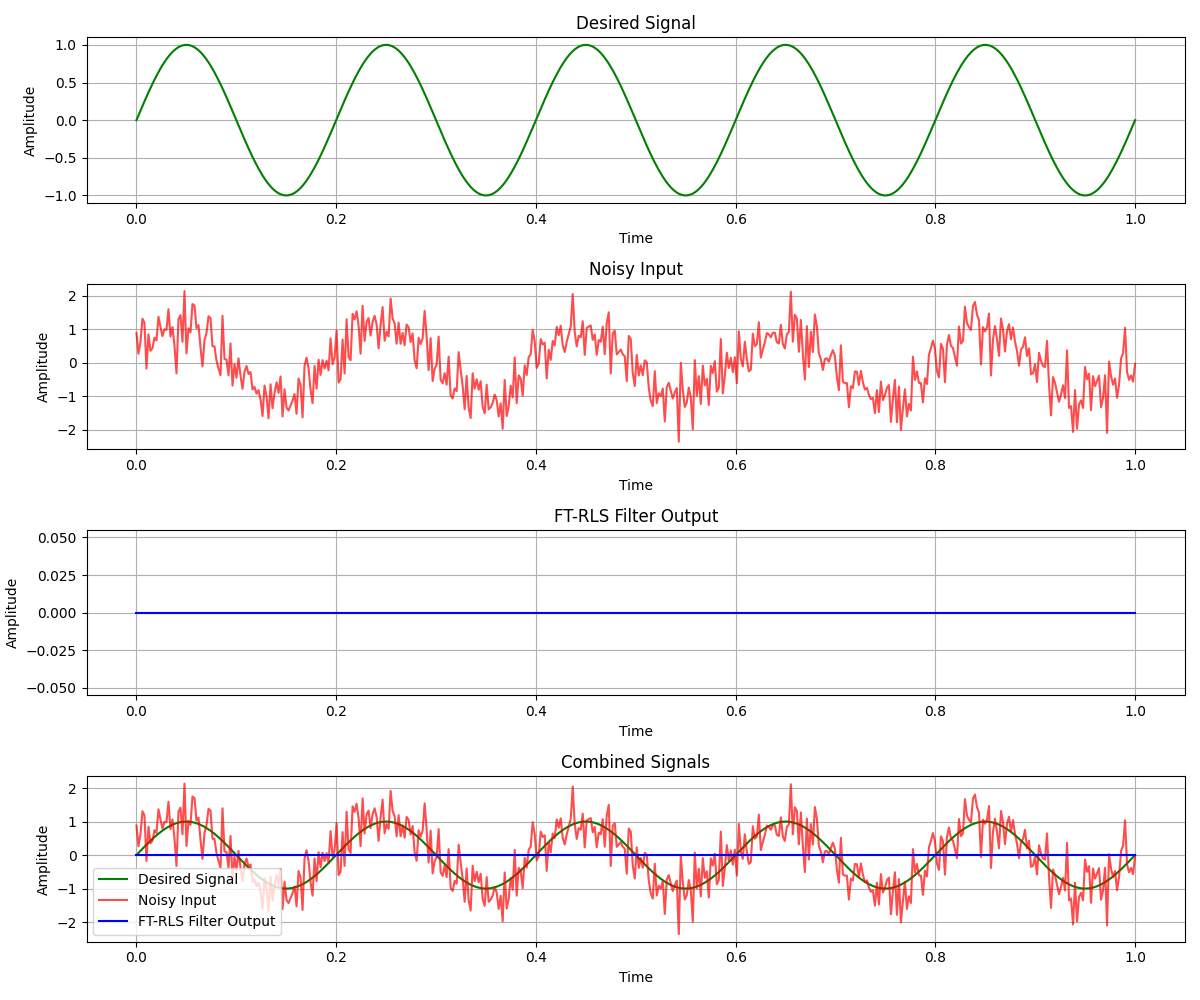 Desired Signal
1.0
0.5
0.0
−0.5
−1.0
Amplitude
0.0 0.2 0.4 0.6 0.8 1.0
Time
Noisy Input
2
1
0
−1
−2
Amplitude
0.0 0.2 0.4 0.6 0.8 1.0
Time
FT-RLS Filter Output
0.050
0.025
0.000
−0.025
−0.050
Amplitude
0.0 0.2 0.4 0.6 0.8 1.0
Time
Combined Signals
2
1
0
−1
−2
Amplitude
Desired Signal
Noisy Input
FT-RLS Filter Output
0.0 0.2 0.4 0.6 0.8 1.0
Time